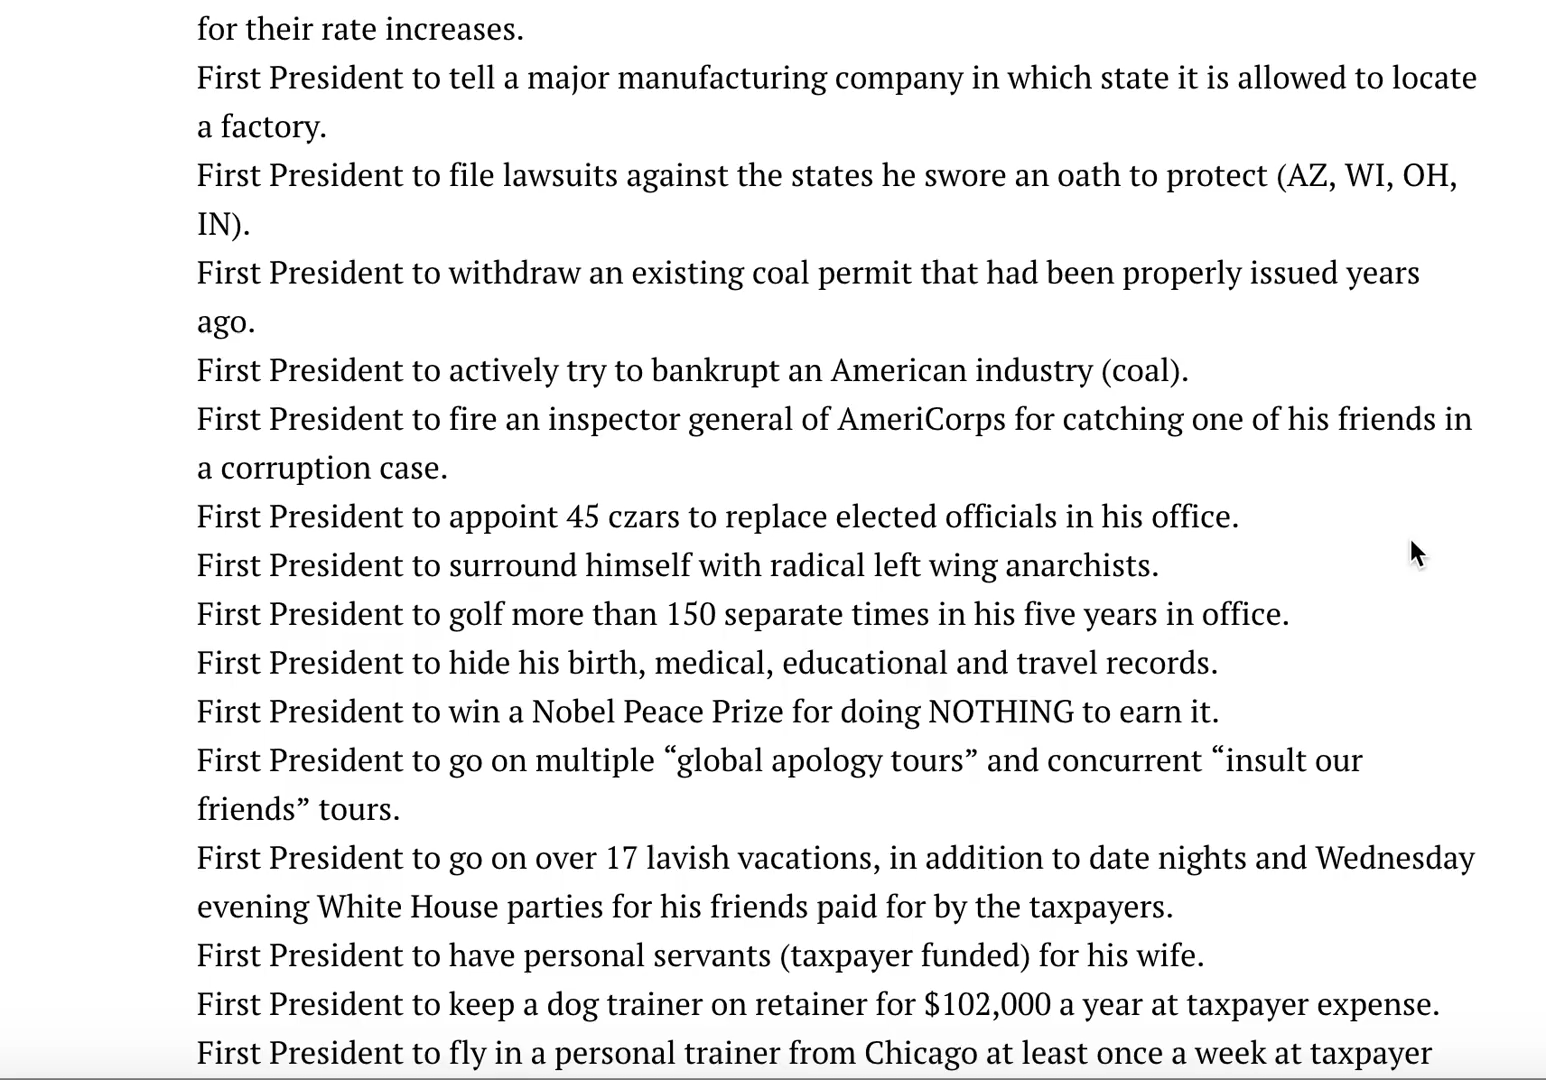 for their rate increases.
First President to tell a major manufacturing company in which state it is allowed to locate
a factory.
First President to file lawsuits against the states he swore an oath to protect (AZ, WI, OH,
IN).
First President to withdraw an existing coal permit that had been properly issued years
ago.
First President to actively try to bankrupt an American industry (coal).
First President to fire an inspector general of AmeriCorps for catching one of his friends in
a corruption case.
First President to appoint 45 czars to replace elected officials in his office.
First President to surround himself with radical left wing anarchists.
First President to golf more than 150 separate times in his five years in office.
First President to hide his birth, medical, educational and travel records.
First President to win a Nobel Peace Prize for doing NOTHING to earn it.
First President to go on multiple “global apology tours” and concurrent “insult our
friends” tours.
First President to go on over 17 lavish vacations, in addition to date nights and Wednesday
evening White House parties for his friends paid for by the taxpayers.
First President to have personal servants (taxpayer funded) for his wife.
First President to keep a dog trainer on retainer for $102,000 a year at taxpayer expense.
First President to fly in a personal trainer from Chicago at least once a week at taxpayer